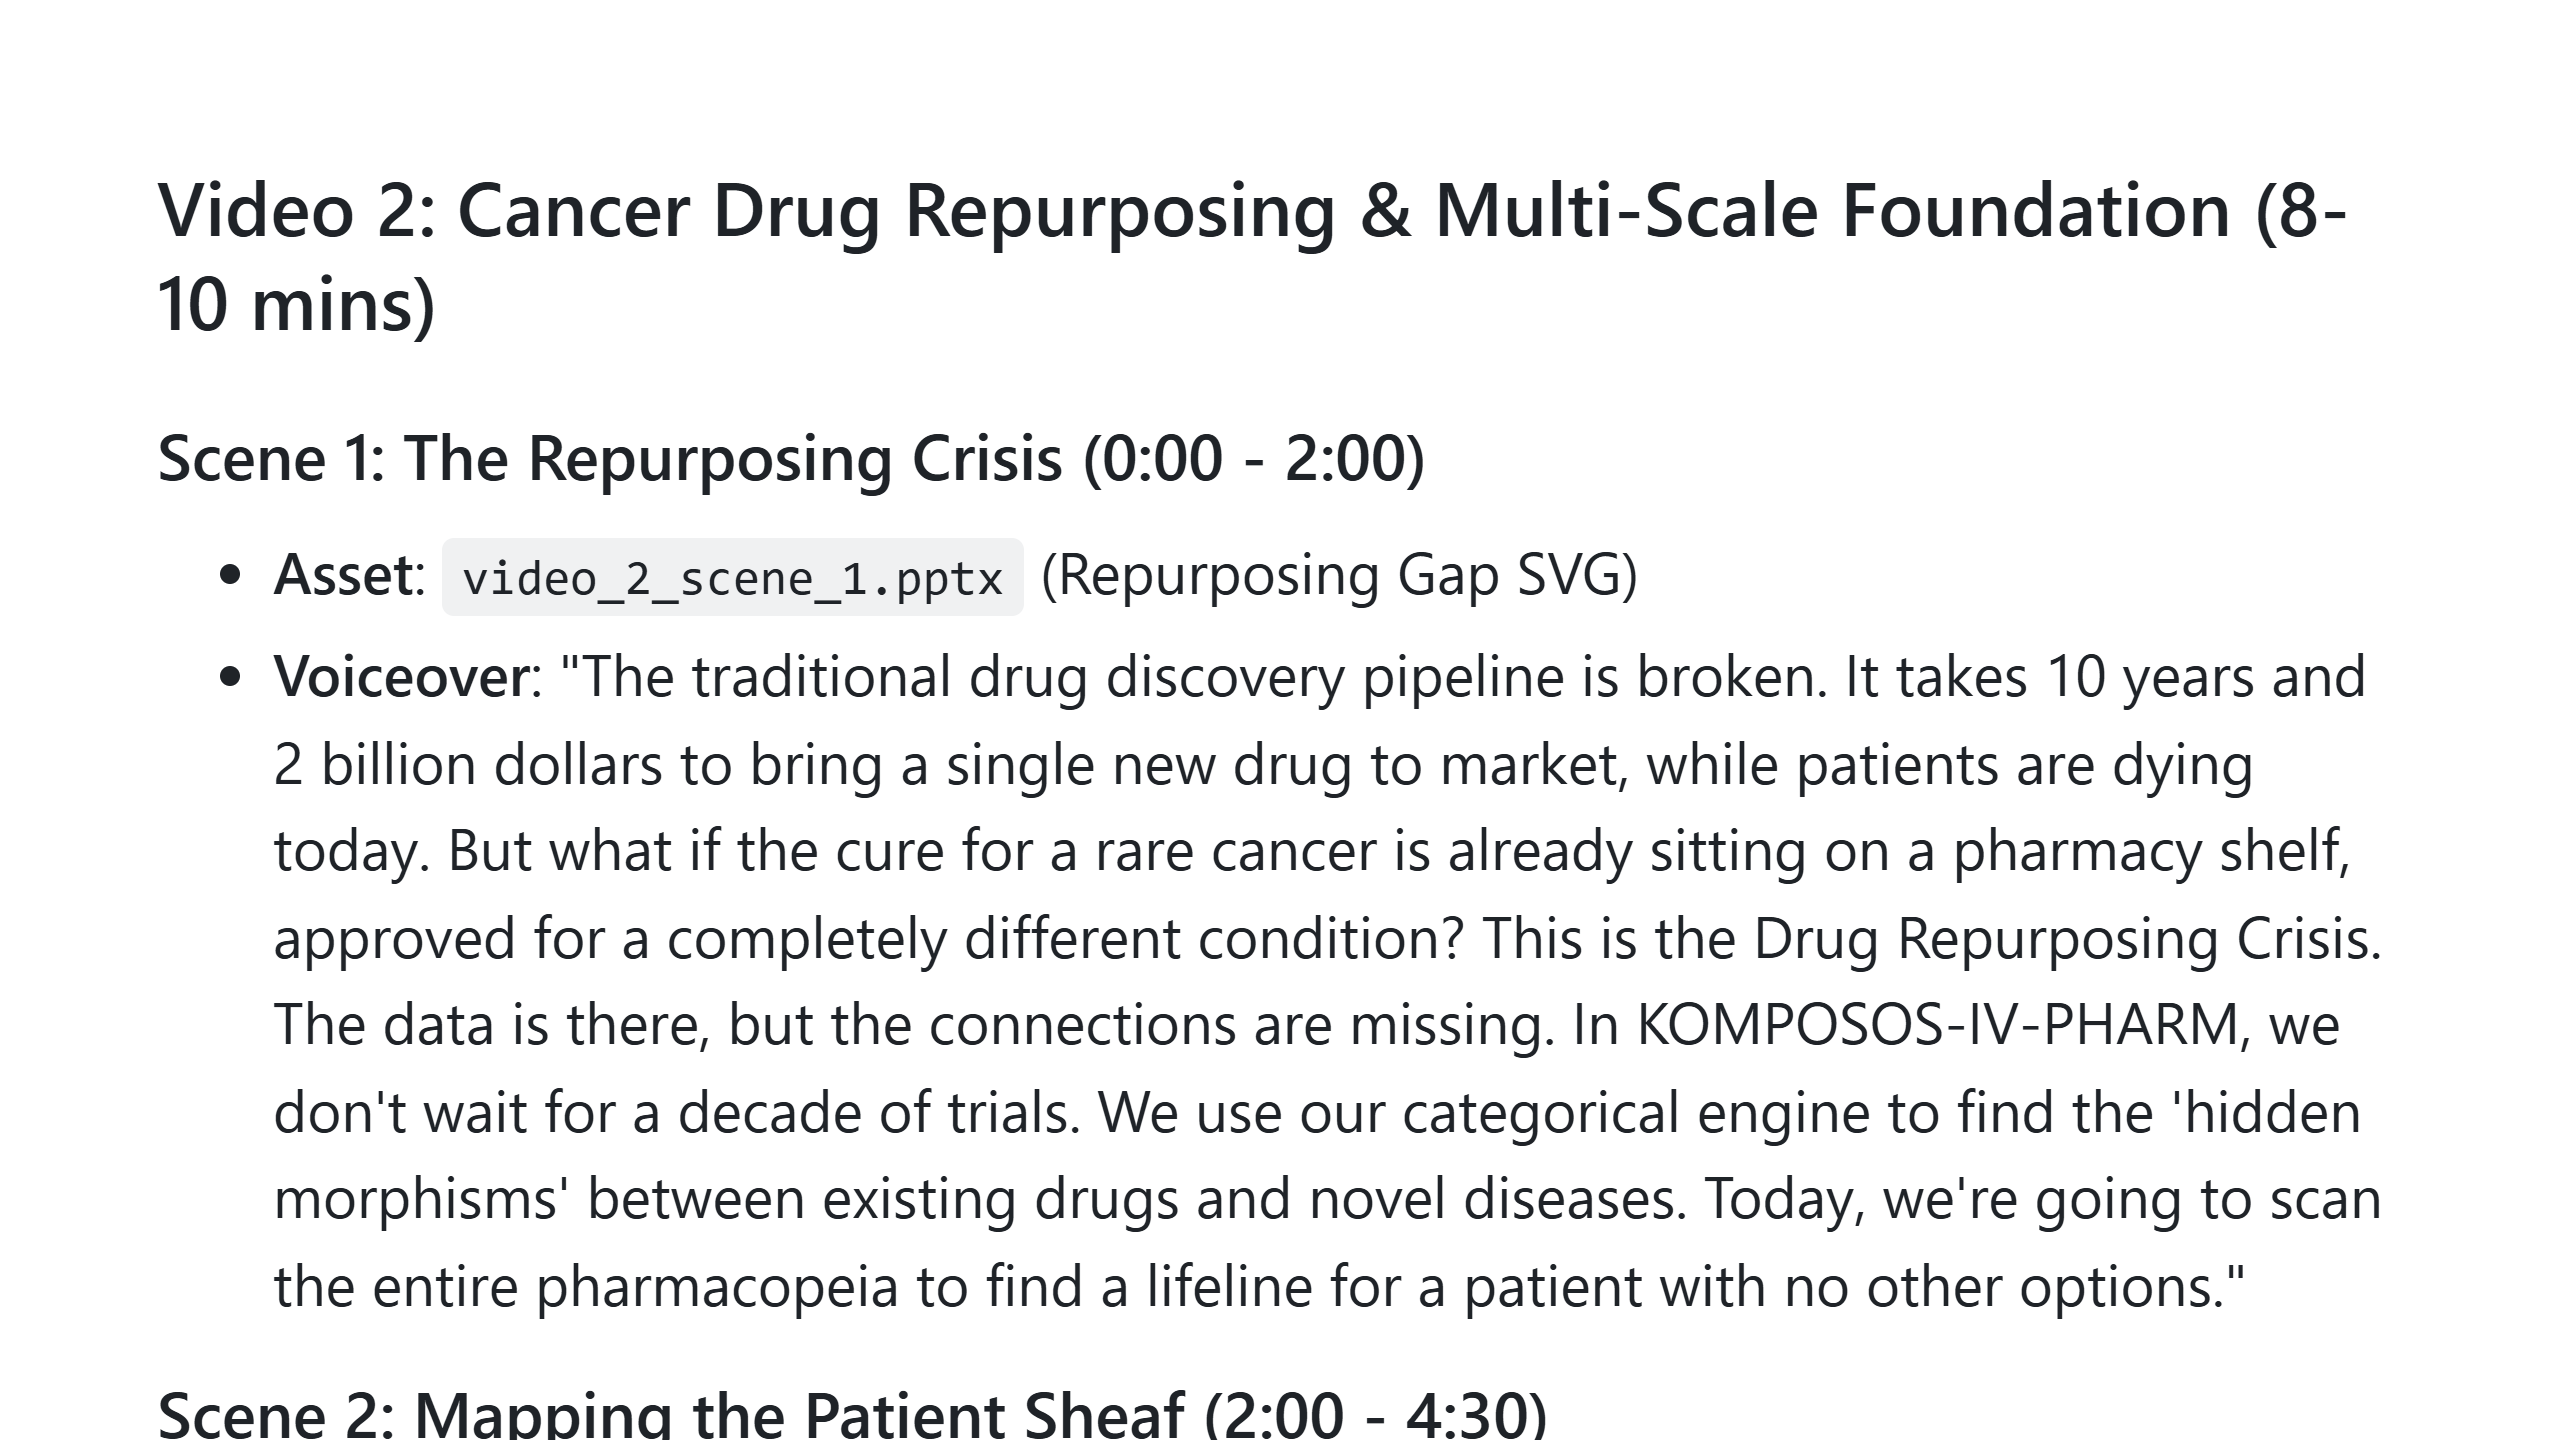 Video 2: Cancer Drug Repurposing & Multi-Scale Foundation (8-
10 mins)
Scene 1: The Repurposing Crisis (0:00 - 2:00)
• Asset: video_2_scene_1.pptx (Repurposing Gap SVG)
• Voiceover: "The traditional drug discovery pipeline is broken. It takes 10 years and
2 billion dollars to bring a single new drug to market, while patients are dying
today. But what if the cure for a rare cancer is already sitting on a pharmacy shelf,
approved for a completely different condition? This is the Drug Repurposing Crisis.
The data is there, but the connections are missing. In KOMPOSOS-IV-PHARM, we
don't wait for a decade of trials. We use our categorical engine to find the 'hidden
morphisms' between existing drugs and novel diseases. Today, we're going to scan
the entire pharmacopeia to find a lifeline for a patient with no other options."
Scene 2: Mapping the Patient Sheaf (2:00 - 4:30)